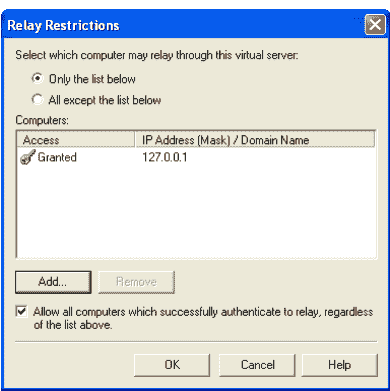 Relay Restrictions
Select which computer may relay through this virtual server:
Only the list below
All except the list below
Computers:
Access IP Address (Mask) / Domain Name
Granted 127.0.0.1
Add... Remove
Allow all computers which successfully authenticate to relay, regardless
of the list above.
OK Cancel Help